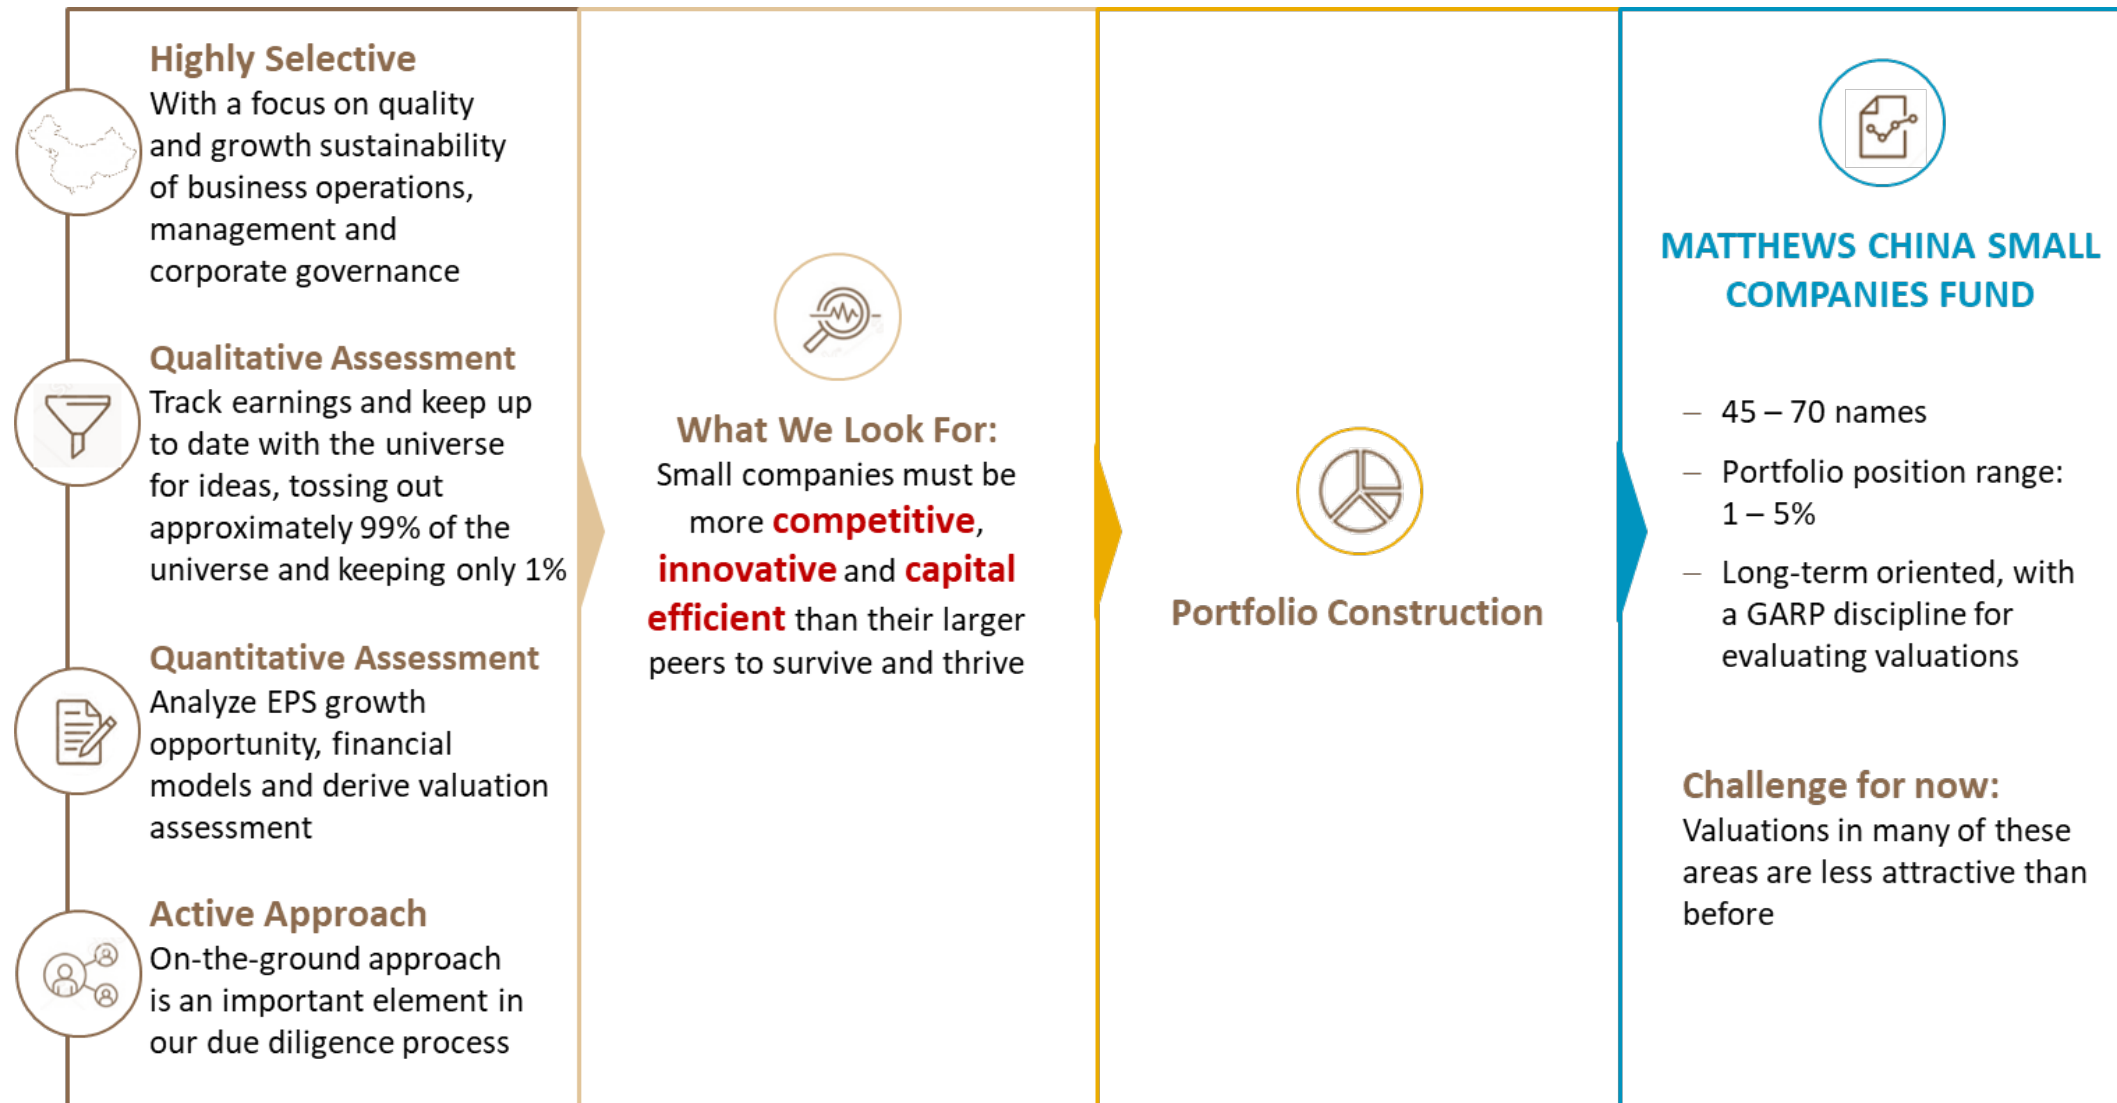 Highly Selective
With a focus on quality
and growth sustainability
of business operations,
management and
corporate governance
Qualitative Assessment
Track earnings and keep up
to date with the universe
for ideas, tossing out
approximately 99% of the
universe and keeping only 1%
Quantitative Assessment
Analyze EPS growth
opportunity, financial
models and derive valuation
assessment
Active Approach
On-the-ground approach
is an important element in
our due diligence process
What We Look For:
Small companies must be
more competitive,
innovative and capital
efficient than their larger
peers to survive and thrive
Portfolio Construction
MATTHEWS CHINA SMALL
COMPANIES FUND
– 45 – 70 names
– Portfolio position range:
1 – 5%
– Long-term oriented, with
a GARP discipline for
evaluating valuations
Challenge for now:
Valuations in many of these
areas are less attractive than
before